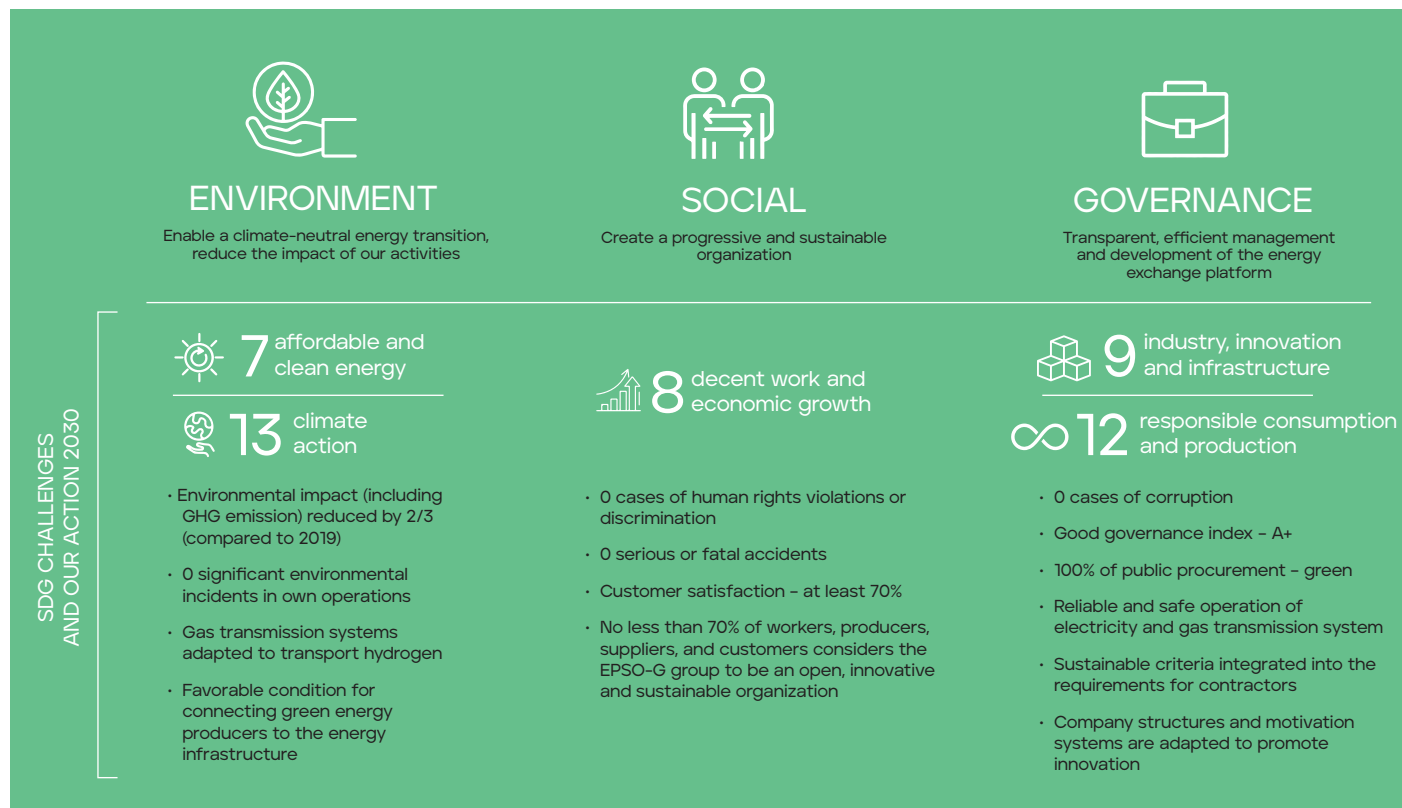 ENVIRONMENT
Enable a climate-neutral energy transition,
reduce the impact of our activities
SOCIAL
Create a progressive and sustainable
organization
GOVERNANCE
Transparent, efficient management
and development of the energy
exchange platform
SDG CHALLENGES
AND OUR ACTION 2030
7 affordable and
clean energy
13 climate
action
• Environmental impact (including
GHG emission) reduced by 2/3
(compared to 2019)
• 0 significant environmental
incidents in own operations
• Gas transmission systems
adapted to transport hydrogen
• Favorable condition for
connecting green energy
producers to the energy
infrastructure
8 decent work and
economic growth
• 0 cases of human rights violations or
discrimination
• 0 serious or fatal accidents
• Customer satisfaction – at least 70%
• No less than 70% of workers, producers,
suppliers, and customers considers the
EPSO-G group to be an open, innovative
and sustainable organization
9 industry, innovation
and infrastructure
12 responsible consumption
and production
• 0 cases of corruption
• Good governance index – A+
• 100% of public procurement – green
• Reliable and safe operation of
electricity and gas transmission system
• Sustainable criteria integrated into the
requirements for contractors
• Company structures and motivation
systems are adapted to promote
innovation